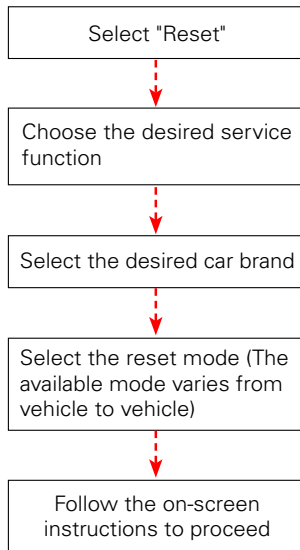 Select "Reset"
Choose the desired service
function
Select the desired car brand
Select the reset mode (The
available mode varies from
vehicle to vehicle)
Follow the on-screen
instructions to proceed